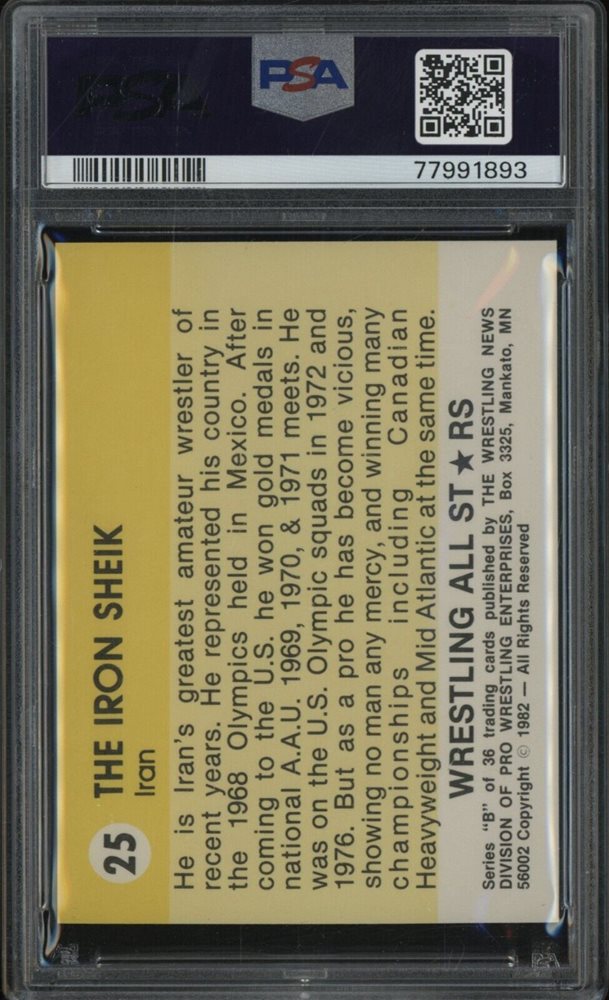 PSA
77991893
25
THE IRON SHEIK
Iran
He is Iran's greatest amateur wrestler of
recent years. He represented his country in
the 1968 Olympics held in Mexico. After
coming to the U.S. he won gold medals in
national A.A.U. 1969, 1970, & 1971 meets. He
was on the U.S. Olympic squads in 1972 and
1976. But as a pro he has become vicious,
showing no man any mercy, and winning many
championships including Canadian
Heavyweight and Mid Atlantic at the same time.
WRESTLING ALL ST★RS
Series "B" of 36 trading cards published by THE WRESTLING NEWS
DIVISION OF PRO WRESTLING ENTERPRISES, Box 3325, Mankato, MN
56002 Copyright © 1982 — All Rights Reserved